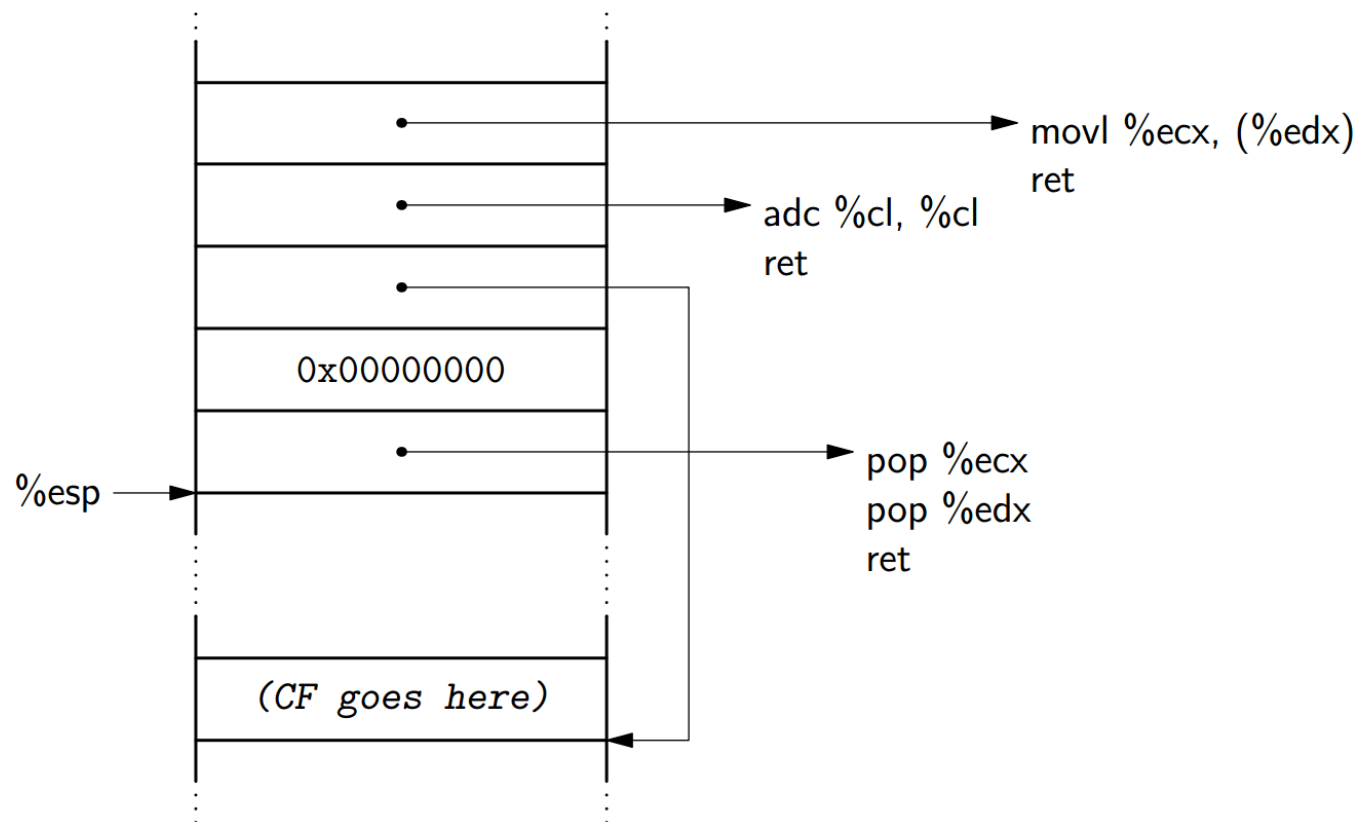 movl %ecx, (%edx)
ret
adc %cl, %cl
ret
0x00000000
%esp
pop %ecx
pop %edx
ret
(CF goes here)